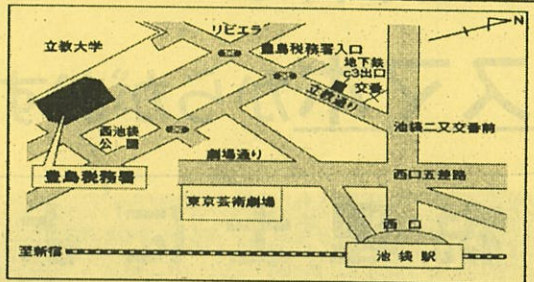 リビエラ
N
立教大学
豊島税務署入口
地下鉄
c3出口
交番
立教通り
池袋二又交番前
西池袋
公園
劇場通り
豊島税務署
西口五差路
東京芸術劇場
西口
至新宿
池袋駅